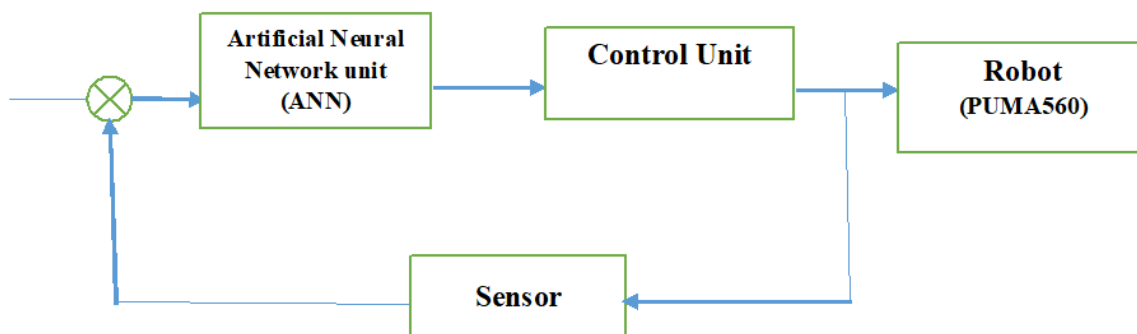 Artificial Neural
Network unit
(ANN)
Control Unit
Robot
(PUMA560)
Sensor